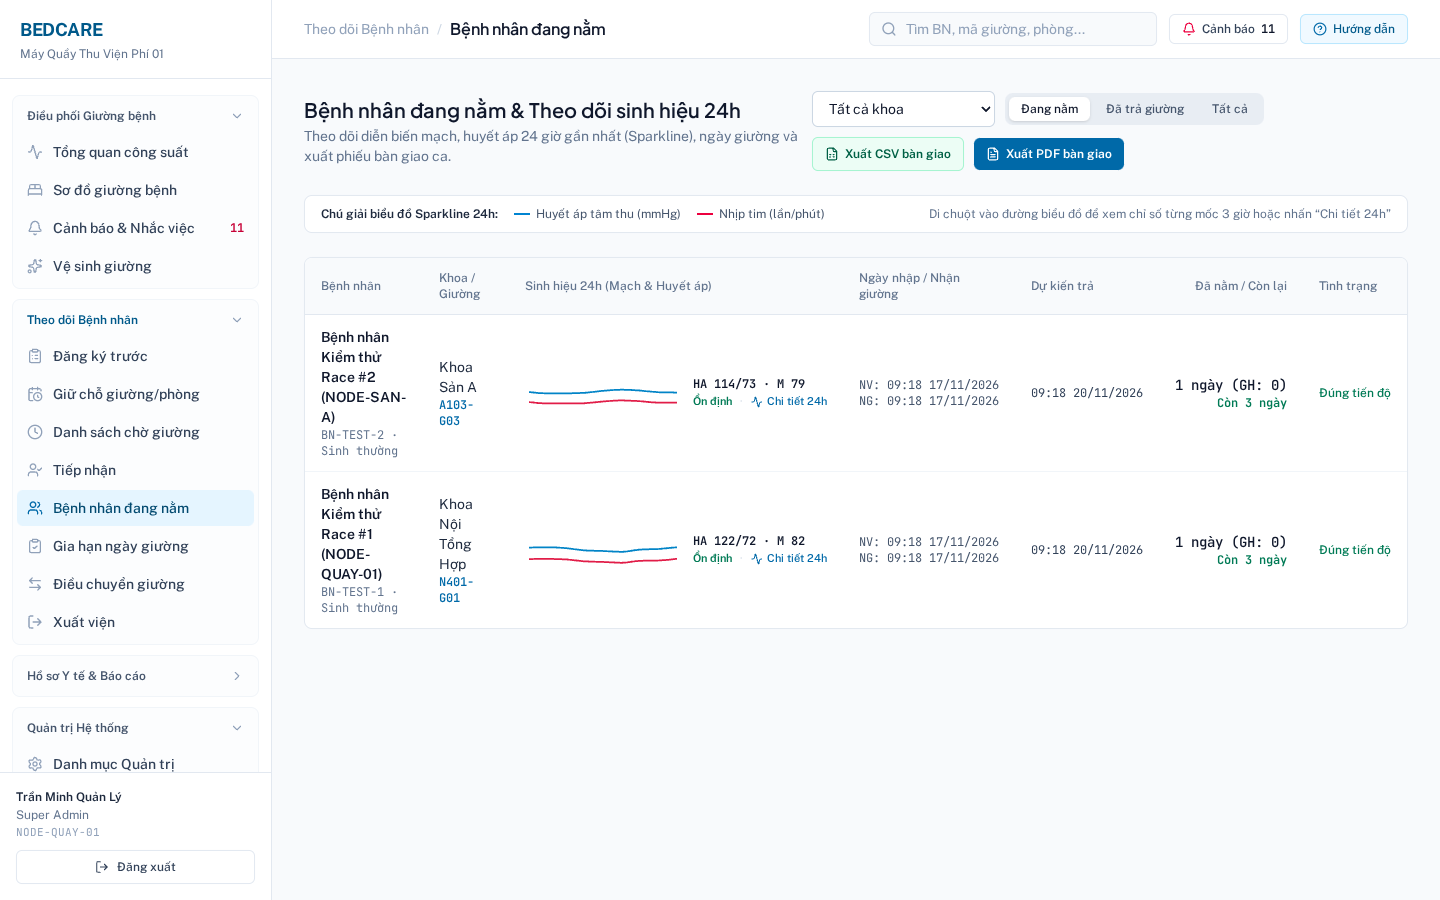 BEDCARE
Máy Quầy Thu Viện Phí 01
Điều phối Giường bệnh
Tổng quan công suất
Sơ đồ giường bệnh
Cảnh báo & Nhắc việc 11
Vệ sinh giường
Theo dõi Bệnh nhân
Đăng ký trước
Giữ chỗ giường/phòng
Danh sách chờ giường
Tiếp nhận
Bệnh nhân đang nằm
Gia hạn ngày giường
Điều chuyển giường
Xuất viện
Hồ sơ Y tế & Báo cáo
Quản trị Hệ thống
Danh mục Quản trị
Trần Minh Quản Lý
Super Admin
NODE-QUAY-01
Đăng xuất
Theo dõi Bệnh nhân / Bệnh nhân đang nằm
Tìm BN, mã giường, phòng...
Cảnh báo 11
Hướng dẫn
Bệnh nhân đang nằm & Theo dõi sinh hiệu 24h
Theo dõi diễn biến mạch, huyết áp 24 giờ gần nhất (Sparkline), ngày giường và
xuất phiếu bàn giao ca.
Tất cả khoa
Đang nằm Đã trả giường Tất cả
Xuất CSV bàn giao
Xuất PDF bàn giao
Chú giải biểu đồ Sparkline 24h: Huyết áp tâm thu (mmHg) Nhịp tim (lần/phút)
Di chuột vào đường biểu đồ để xem chỉ số từng mốc 3 giờ hoặc nhấn “Chi tiết 24h”
Bệnh nhân
Khoa /
Giường
Sinh hiệu 24h (Mạch & Huyết áp)
Ngày nhập / Nhận
giường
Dự kiến trả
Đã nằm / Còn lại
Tình trạng
Bệnh nhân
Kiểm thử
Race #2
(NODE-SAN-
A)
BN-TEST-2 ·
Sinh thường
Khoa
Sản A
A103-
G03
HA 114/73 · M 79
Ổn định · Chi tiết 24h
NV: 09:18 17/11/2026
NG: 09:18 17/11/2026
09:18 20/11/2026
1 ngày (GH: 0)
Còn 3 ngày
Đúng tiến độ
Bệnh nhân
Kiểm thử
Race #1
(NODE-
QUAY-01)
BN-TEST-1 ·
Sinh thường
Khoa
Nội
Tổng
Hợp
N401-
G01
HA 122/72 · M 82
Ổn định · Chi tiết 24h
NV: 09:18 17/11/2026
NG: 09:18 17/11/2026
09:18 20/11/2026
1 ngày (GH: 0)
Còn 3 ngày
Đúng tiến độ